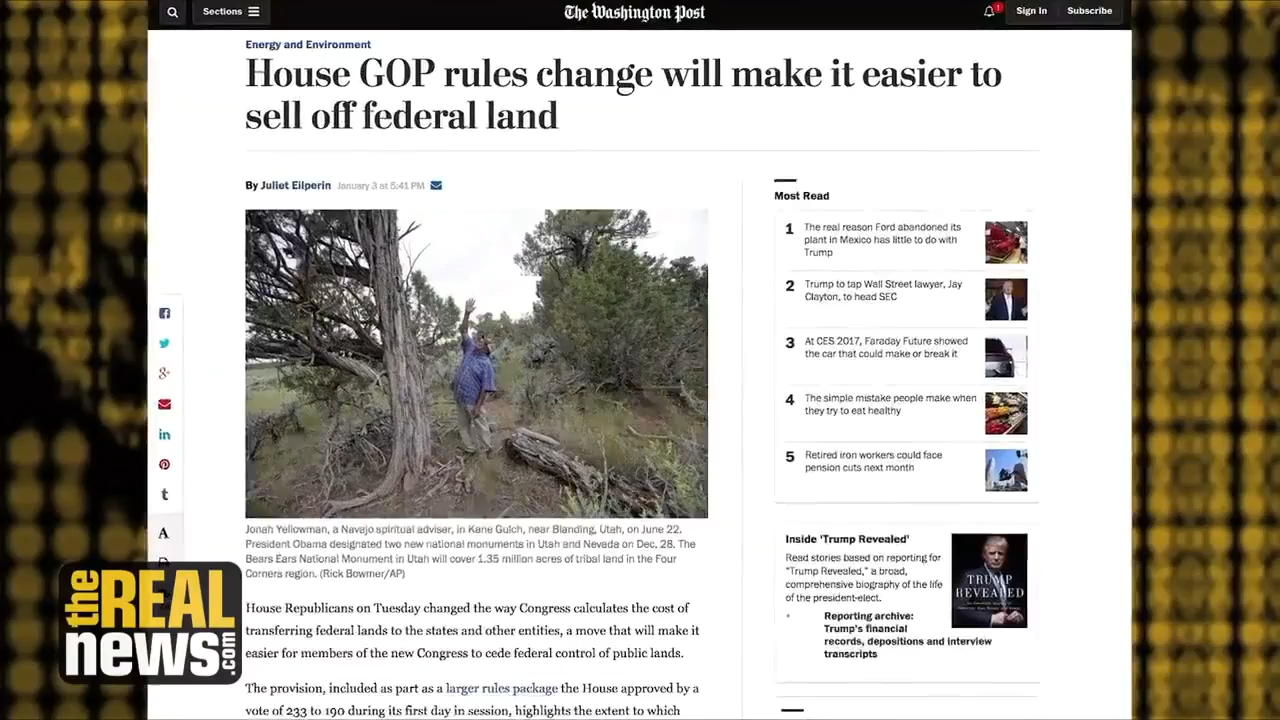 Sections
The Washington Post
1
Sign In
Subscribe
Energy and Environment
House GOP rules change will make it easier to
sell off federal land
By Juliet Eilperin January 3 at 5:41 PM
Jonah Yellowman, a Navajo spiritual adviser, in Kane Gulch, near Blanding, Utah, on June 22.
President Obama designated two new national monuments in Utah and Nevada on Dec. 28. The
Bears Ears National Monument in Utah will cover 1.35 million acres of tribal land in the Four
Corners region. (Rick Bowmer/AP)
House Republicans on Tuesday changed the way Congress calculates the cost of
transferring federal lands to the states and other entities, a move that will make it
easier for members of the new Congress to cede federal control of public lands.
The provision, included as part as a larger rules package the House approved by a
vote of 233 to 190 during its first day in session, highlights the extent to which
Most Read
1 The real reason Ford abandoned its
plant in Mexico has little to do with
Trump
2 Trump to tap Wall Street lawyer, Jay
Clayton, to head SEC
3 At CES 2017, Faraday Future showed
the car that could make or break it
4 The simple mistake people make when
they try to eat healthy
5 Retired iron workers could face
pension cuts next month
Inside 'Trump Revealed'
Read stories based on reporting for
"Trump Revealed," a broad,
comprehensive biography of the life
of the president-elect.
Reporting archive:
Trump's financial
records, depositions and interview
transcripts
TRUMP
REVEALED
A
the REAL
news.com